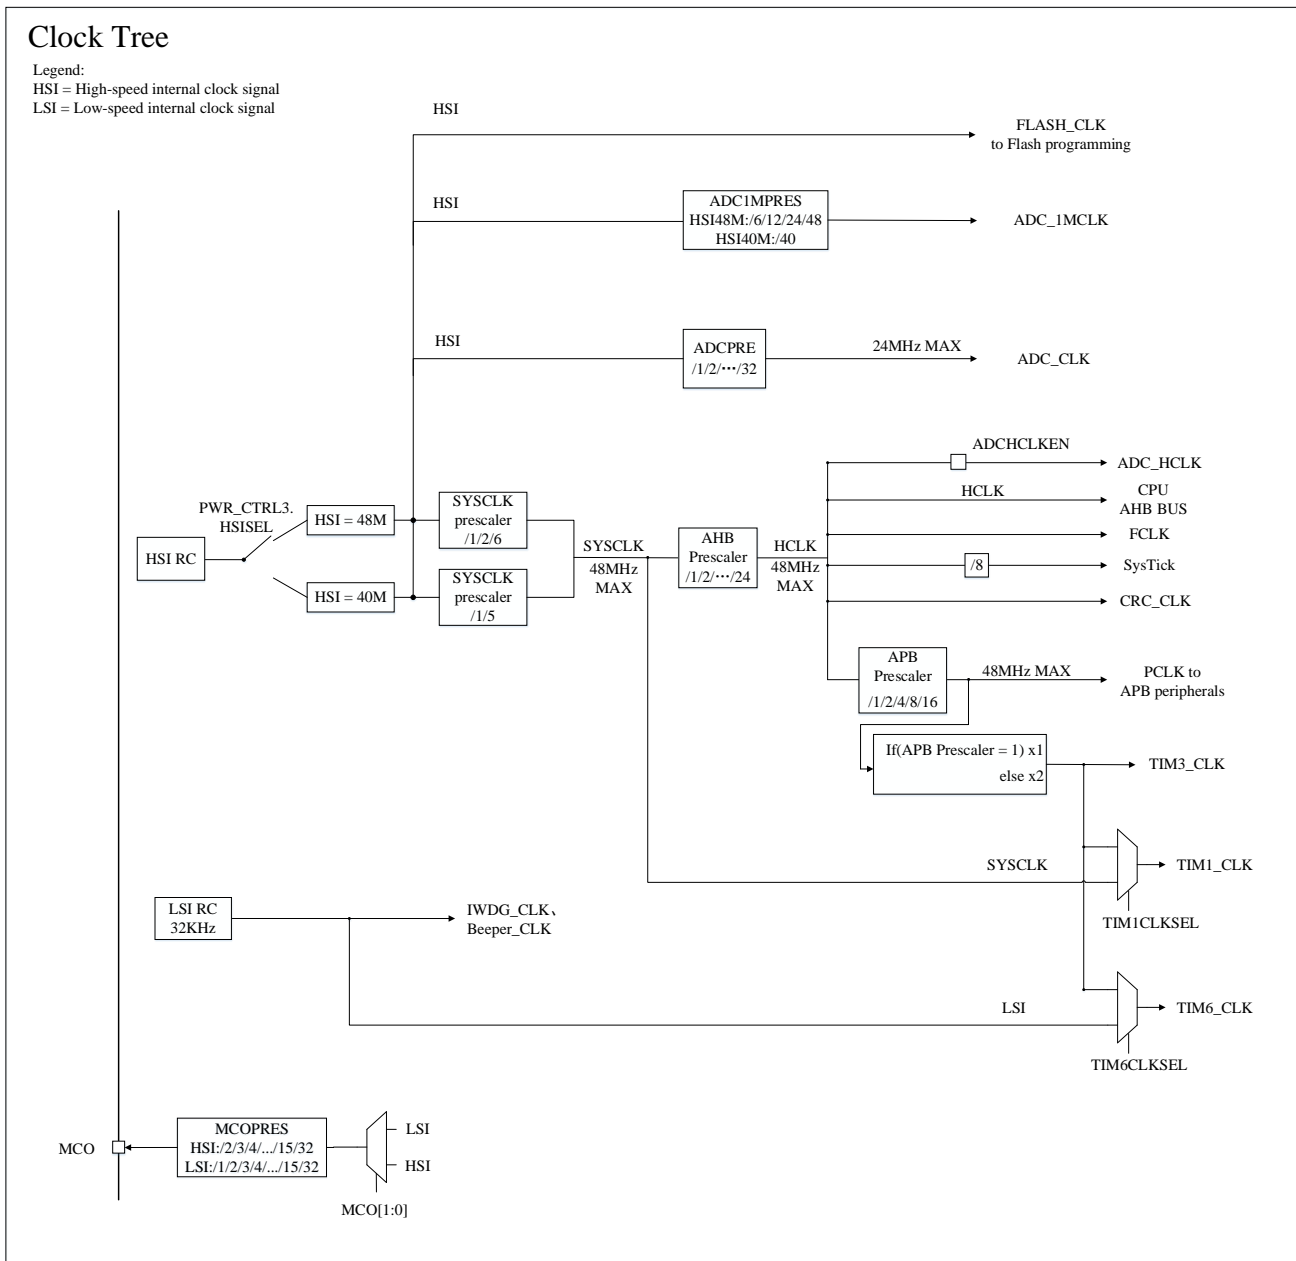 Clock Tree
Legend:
HSI = High-speed internal clock signal
LSI = Low-speed internal clock signal
HSI
FLASH_CLK
to Flash programming
HSI
ADC1MPRES
HSI48M:/6/12/24/48
HSI40M:/40
ADC_1MCLK
HSI
ADCPRE
/1/2/···/32
24MHz MAX
ADC_CLK
ADCHCLKEN
ADC_HCLK
HCLK
CPU
AHB BUS
FCLK
/8
SysTick
CRC_CLK
HSI RC
PWR_CTRL3.
HSISEL
HSI = 48M
HSI = 40M
SYSCLK
prescaler
/1/2/6
SYSCLK
prescaler
/1/5
SYSCLK
48MHz
MAX
AHB
Prescaler
/1/2/···/24
HCLK
48MHz
MAX
APB
Prescaler
/1/2/4/8/16
48MHz MAX
PCLK to
APB peripherals
If(APB Prescaler = 1) x1
else x2
TIM3_CLK
SYSCLK
TIM1_CLK
TIM1CLKSEL
LSI RC
32KHz
IWDG_CLK、
Beeper_CLK
LSI
TIM6_CLK
TIM6CLKSEL
MCO
MCOPRES
HSI:/2/3/4/.../15/32
LSI:/1/2/3/4/.../15/32
LSI
HSI
MCO[1:0]